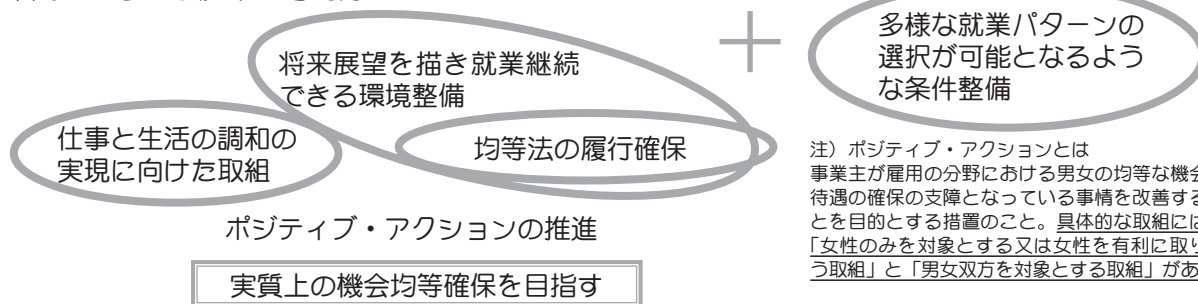 将来展望を描き就業継続
できる環境整備
仕事と生活の調和の
実現に向けた取組
均等法の履行確保
ポジティブ・アクションの推進
実質上の機会均等確保を目指す
＋
多様な就業パターンの
選択が可能となるよう
な条件整備
注）ポジティブ・アクションとは
事業主が雇用の分野における男女の均等な機会
待遇の確保の支障となっている事情を改善する
とを目的とする措置のこと。具体的な取組には
「女性のみを対象とする又は女性を有利に取り
う取組」と「男女双方を対象とする取組」があ